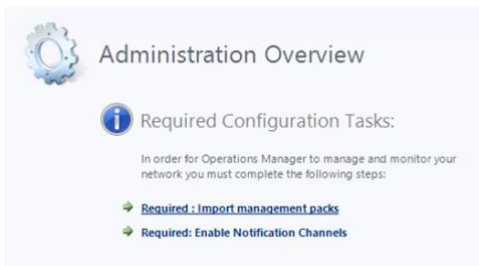 Administration Overview
Required Configuration Tasks:
In order for Operations Manager to manage and monitor your
network you must complete the following steps:
Required : Import management packs
Required: Enable Notification Channels